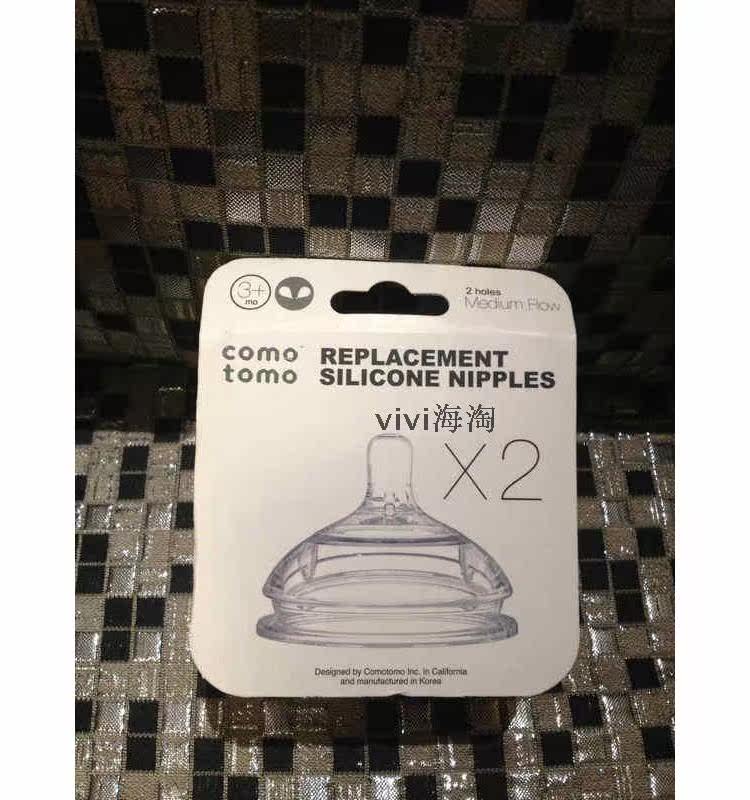 3+
mo
2 holes
Medium Flow
como
tomo
REPLACEMENT
SILICONE NIPPLES
vivi海淘
X2
Designed by Comotomo Inc. in California
and manufactured in Korea